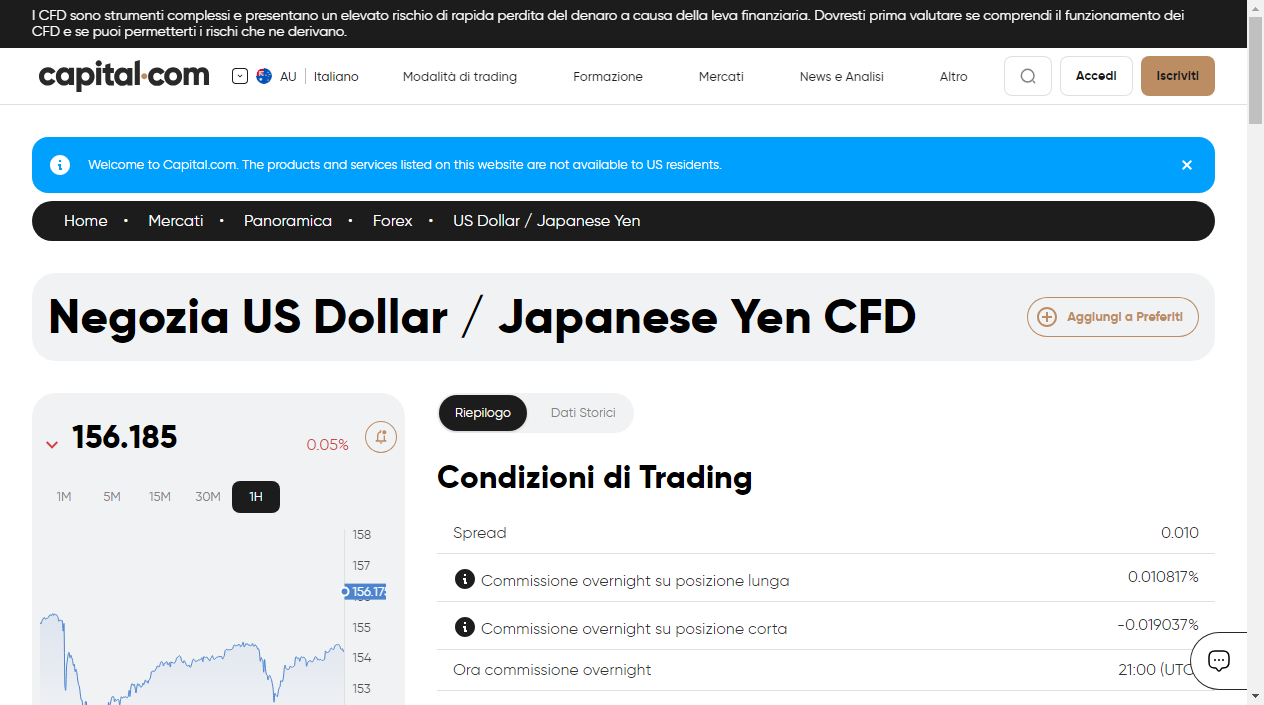 I CFD sono strumenti complessi e presentano un elevato rischio di rapida perdita del denaro a causa della leva finanziaria. Dovresti prima valutare se comprendi il funzionamento dei
CFD e se puoi permetterti i rischi che ne derivano.
capital.com
AU Italiano Modalità di trading Formazione Mercati News e Analisi Altro Accedi Iscriviti
Welcome to Capital.com. The products and services listed on this website are not available to US residents.
Home • Mercati • Panoramica • Forex • US Dollar / Japanese Yen
Negozia US Dollar / Japanese Yen CFD
Aggiungi a Preferiti
156.185
0.05%
1M 5M 15M 30M 1H
158
157
156.17
155
154
153
Riepilogo Dati Storici
Condizioni di Trading
Spread 0.010
Commissione overnight su posizione lunga 0.010817%
Commissione overnight su posizione corta -0.019037%
Ora commissione overnight 21:00 (UTC